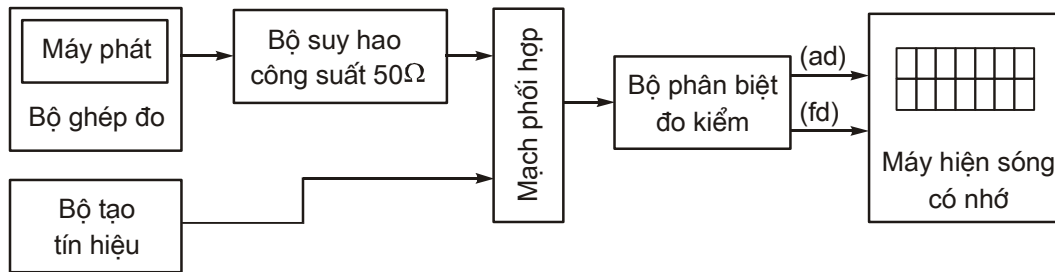 Máy phát
Bộ ghép đo
Bộ suy hao
công suất 50Ω
Bộ tạo
tín hiệu
Mạch phối hợp
Bộ phân biệt
đo kiểm
(ad)
(fd)
Máy hiện sóng
có nhớ